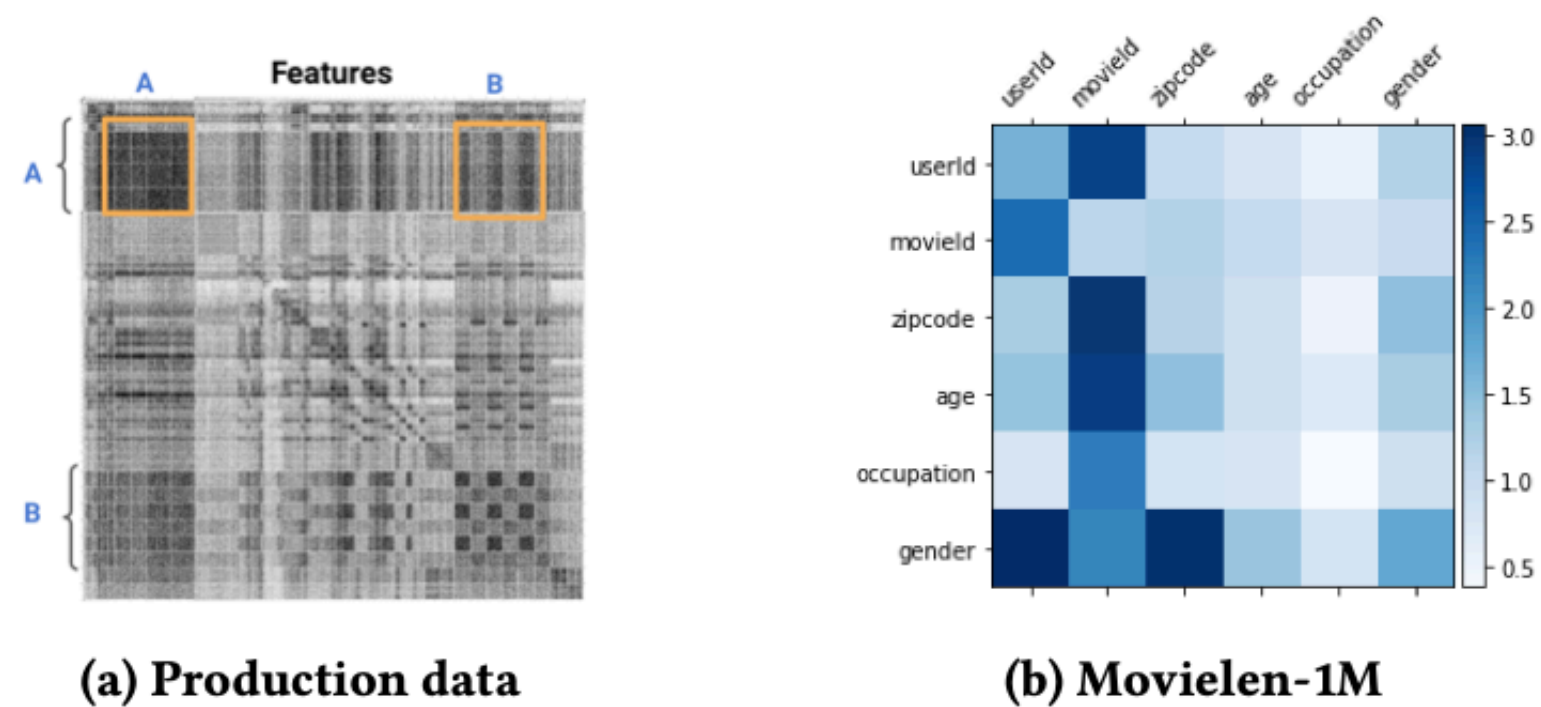 Features
A
B
A
B
(a) Production data
userId
movieId
zipcode
age
occupation
gender
userId
movieId
zipcode
age
occupation
gender
3.0
2.5
2.0
1.5
1.0
0.5
(b) Movielen-1M